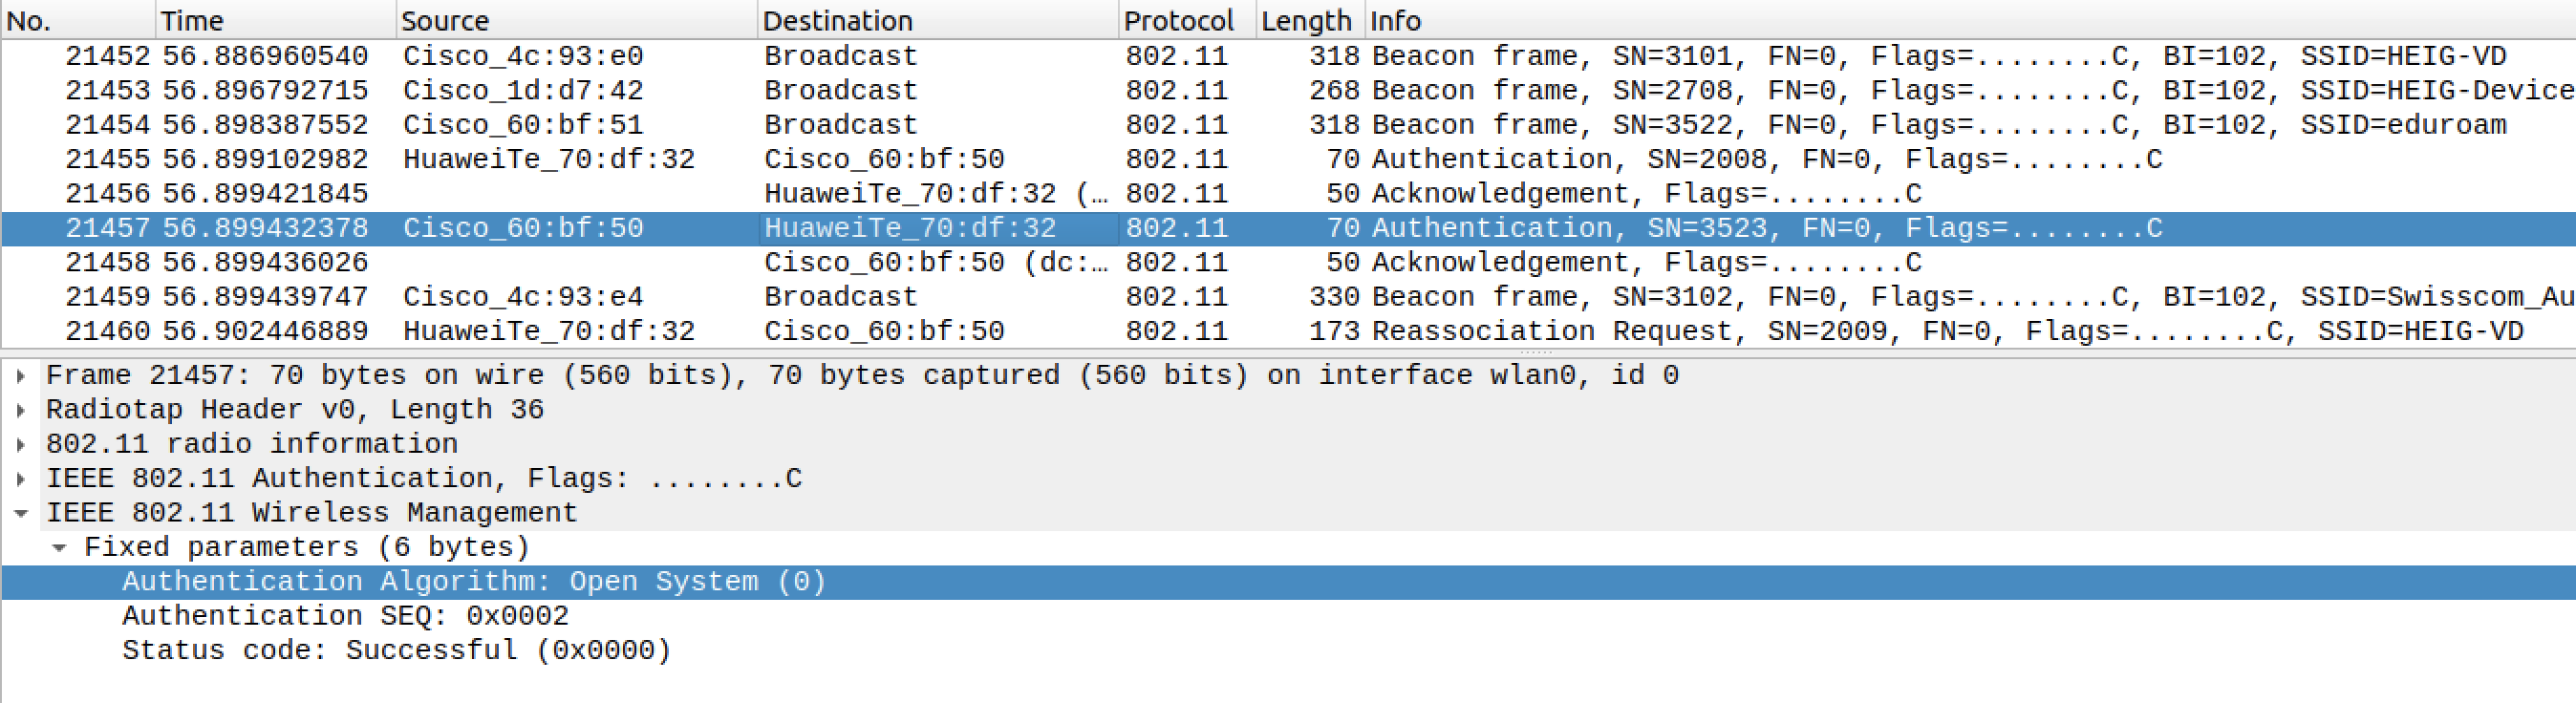 No. Time Source Destination Protocol Length Info
21452 56.886960540 Cisco_4c:93:e0 Broadcast 802.11 318 Beacon frame, SN=3101, FN=0, Flags=........C, BI=102, SSID=HEIG-VD
21453 56.896792715 Cisco_1d:d7:42 Broadcast 802.11 268 Beacon frame, SN=2708, FN=0, Flags=........C, BI=102, SSID=HEIG-Device
21454 56.898387552 Cisco_60:bf:51 Broadcast 802.11 318 Beacon frame, SN=3522, FN=0, Flags=........C, BI=102, SSID=eduroam
21455 56.899102982 HuaweiTe_70:df:32 Cisco_60:bf:50 802.11 70 Authentication, SN=2008, FN=0, Flags=........C
21456 56.899421845 HuaweiTe_70:df:32 (… 802.11 50 Acknowledgement, Flags=........C
21457 56.899432378 Cisco_60:bf:50 HuaweiTe_70:df:32 802.11 70 Authentication, SN=3523, FN=0, Flags=........C
21458 56.899436026 Cisco_60:bf:50 (dc:… 802.11 50 Acknowledgement, Flags=........C
21459 56.899439747 Cisco_4c:93:e4 Broadcast 802.11 330 Beacon frame, SN=3102, FN=0, Flags=........C, BI=102, SSID=Swisscom_Au
21460 56.902446889 HuaweiTe_70:df:32 Cisco_60:bf:50 802.11 173 Reassociation Request, SN=2009, FN=0, Flags=........C, SSID=HEIG-VD
Frame 21457: 70 bytes on wire (560 bits), 70 bytes captured (560 bits) on interface wlan0, id 0
Radiotap Header v0, Length 36
802.11 radio information
IEEE 802.11 Authentication, Flags: ........C
IEEE 802.11 Wireless Management
Fixed parameters (6 bytes)
Authentication Algorithm: Open System (0)
Authentication SEQ: 0x0002
Status code: Successful (0x0000)